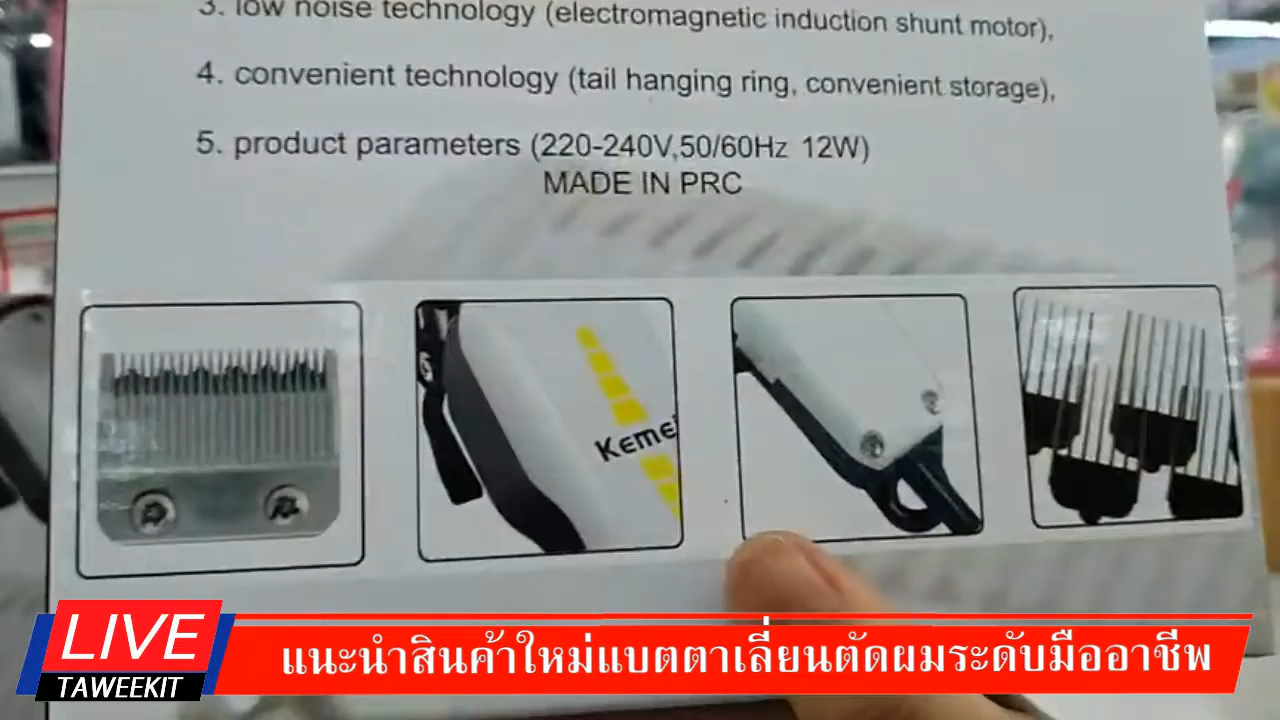 3. low noise technology (electromagnetic induction shunt motor),
4. convenient technology (tail hanging ring, convenient storage),
5. product parameters (220-240V,50/60Hz 12W)
MADE IN PRC
Kemei
LIVE
TAWEEKIT
แนะนำสินค้าใหม่แบตตาเลี่ยนตัดผมระดับมืออาชีพ